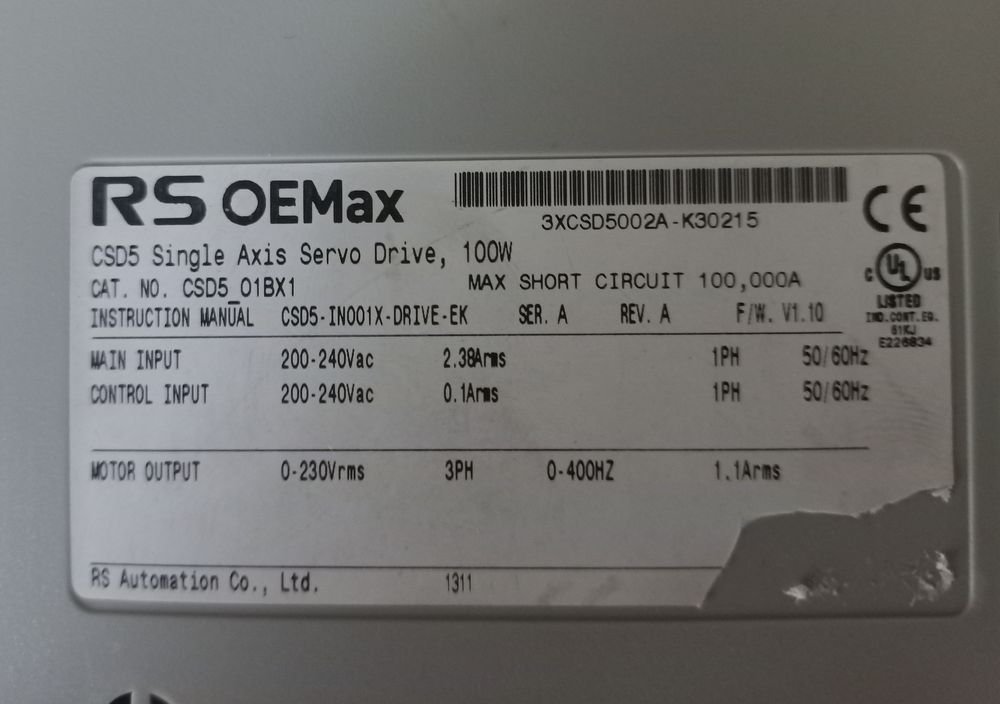 RS OEMax
3XCSD5002A-K30215
CE
CSD5 Single Axis Servo Drive, 100W
CAT. NO. CSD5_01BX1 MAX SHORT CIRCUIT 100,000A
C UL US
LISTED
IND.CONT.EQ.
61KJ
E226834
INSTRUCTION MANUAL CSD5-IN001X-DRIVE-EK SER. A REV. A F/W. V1.10
MAIN INPUT 200-240Vac 2.38Arms 1PH 50/60Hz
CONTROL INPUT 200-240Vac 0.1Arms 1PH 50/60Hz
MOTOR OUTPUT 0-230Vrms 3PH 0-400HZ 1.1Arms
RS Automation Co., Ltd. 1311